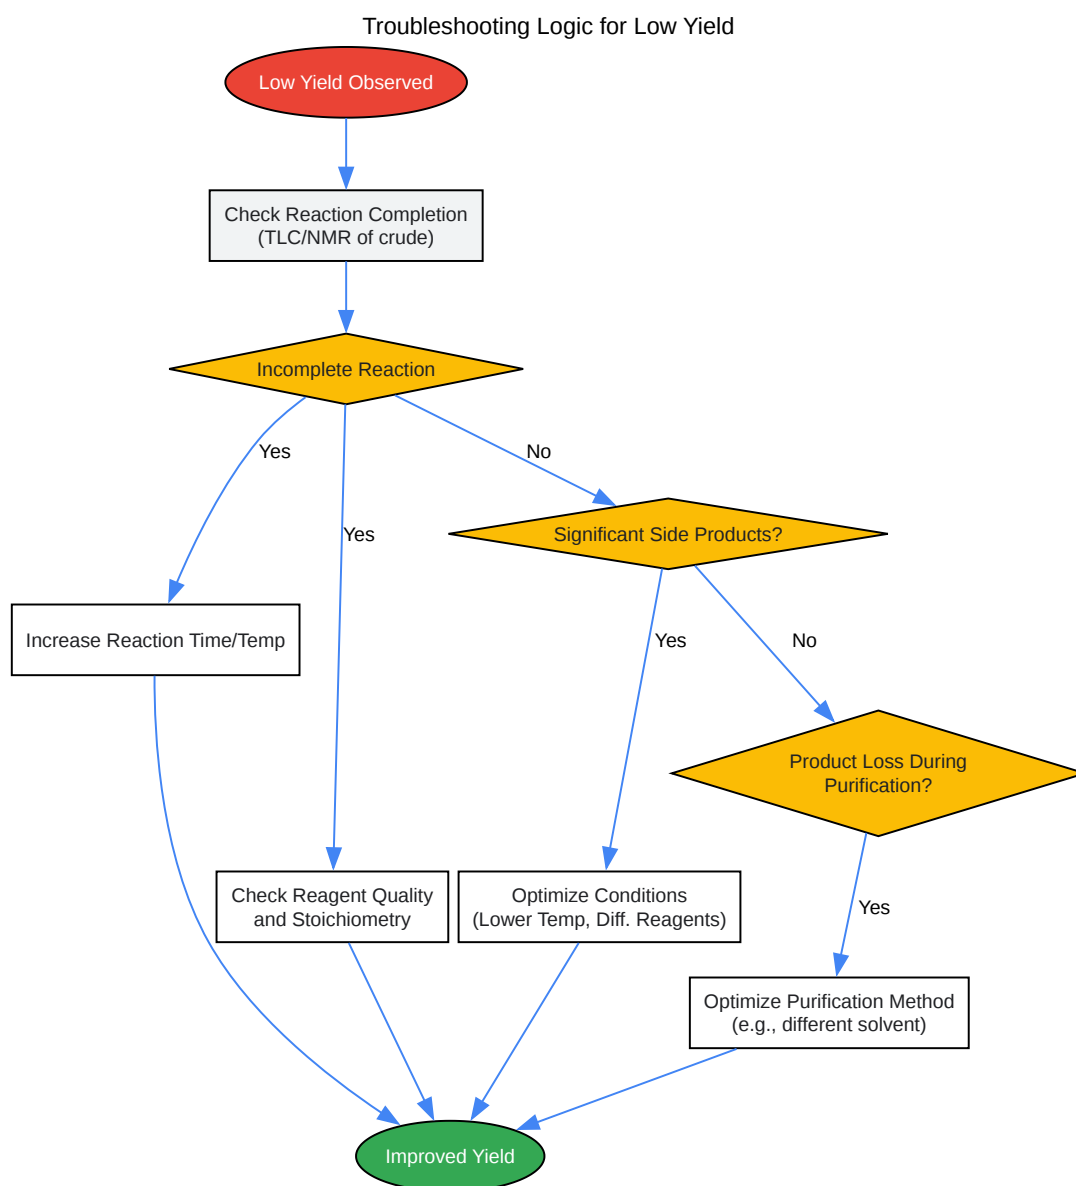 Troubleshooting Logic for Low Yield
Low Yield Observed
Check Reaction Completion
(TLC/NMR of crude)
Incomplete Reaction
Yes
No
Yes
Significant Side Products?
Increase Reaction Time/Temp
Yes
No
Product Loss During
Purification?
Check Reagent Quality
and Stoichiometry
Optimize Conditions
(Lower Temp, Diff. Reagents)
Yes
Optimize Purification Method
(e.g., different solvent)
Improved Yield